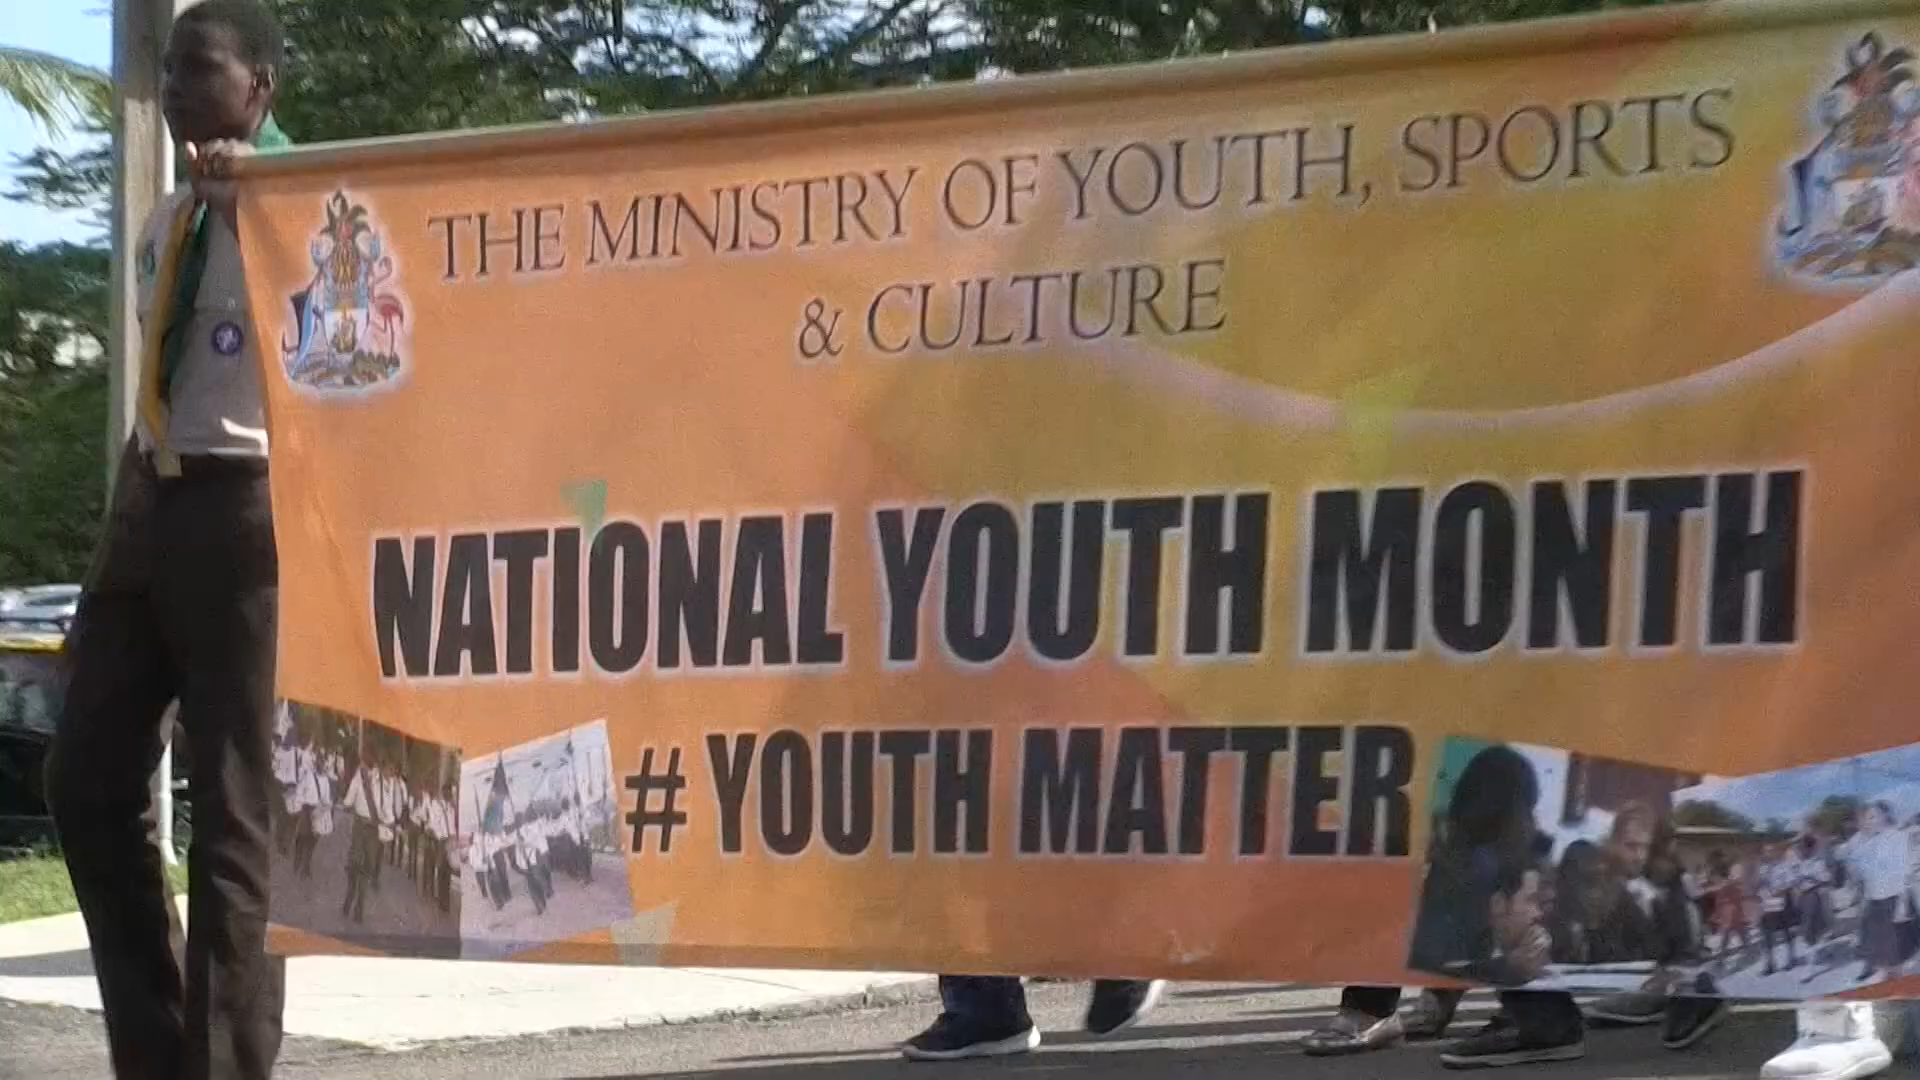 THE MINISTRY OF YOUTH, SPORTS
& CULTURE
NATIONAL YOUTH MONTH
# YOUTH MATTER